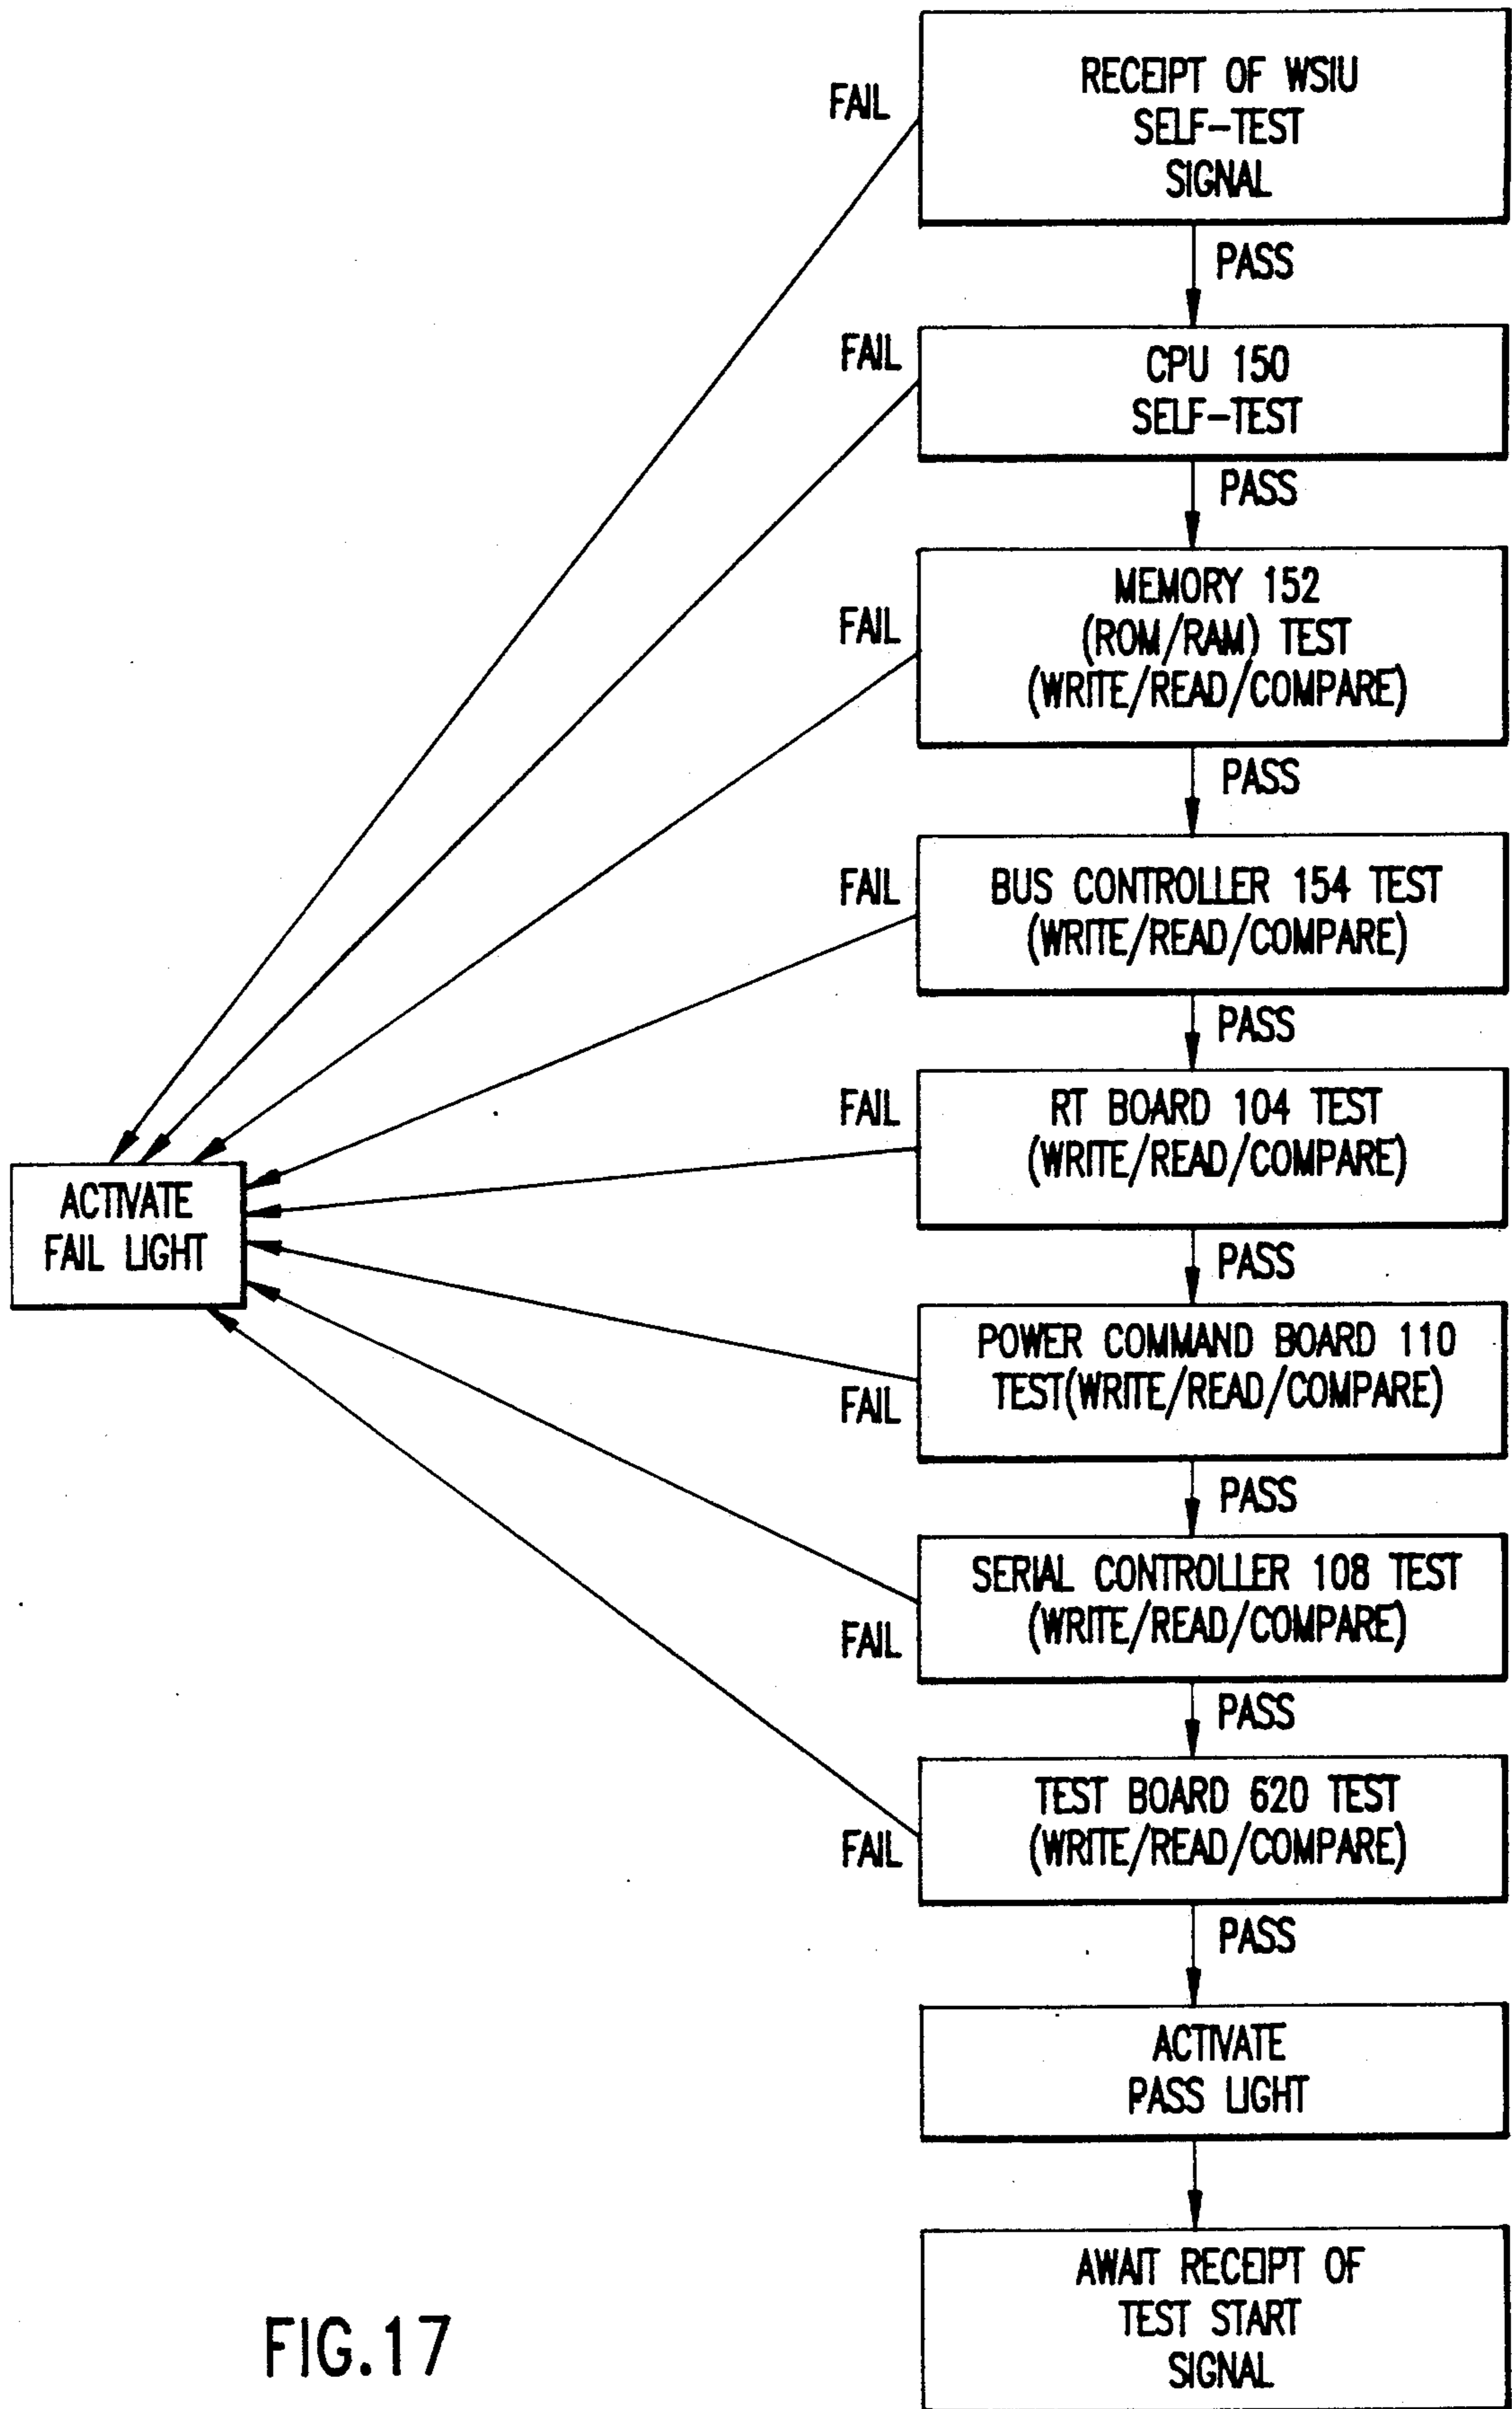 FAIL
RECEIPT OF WSIU
SELF-TEST
SIGNAL
PASS
FAIL
CPU 150
SELF-TEST
PASS
FAIL
MEMORY 152
(ROM/RAM) TEST
(WRITE/READ/COMPARE)
PASS
FAIL
BUS CONTROLLER 154 TEST
(WRITE/READ/COMPARE)
PASS
FAIL
RT BOARD 104 TEST
(WRITE/READ/COMPARE)
ACTIVATE
FAIL LIGHT
PASS
POWER COMMAND BOARD 110
TEST(WRITE/READ/COMPARE)
FAIL
PASS
SERIAL CONTROLLER 108 TEST
(WRITE/READ/COMPARE)
FAIL
PASS
TEST BOARD 620 TEST
(WRITE/READ/COMPARE)
FAIL
PASS
ACTIVATE
PASS LIGHT
AWAIT RECEIPT OF
TEST START
SIGNAL
FIG.17